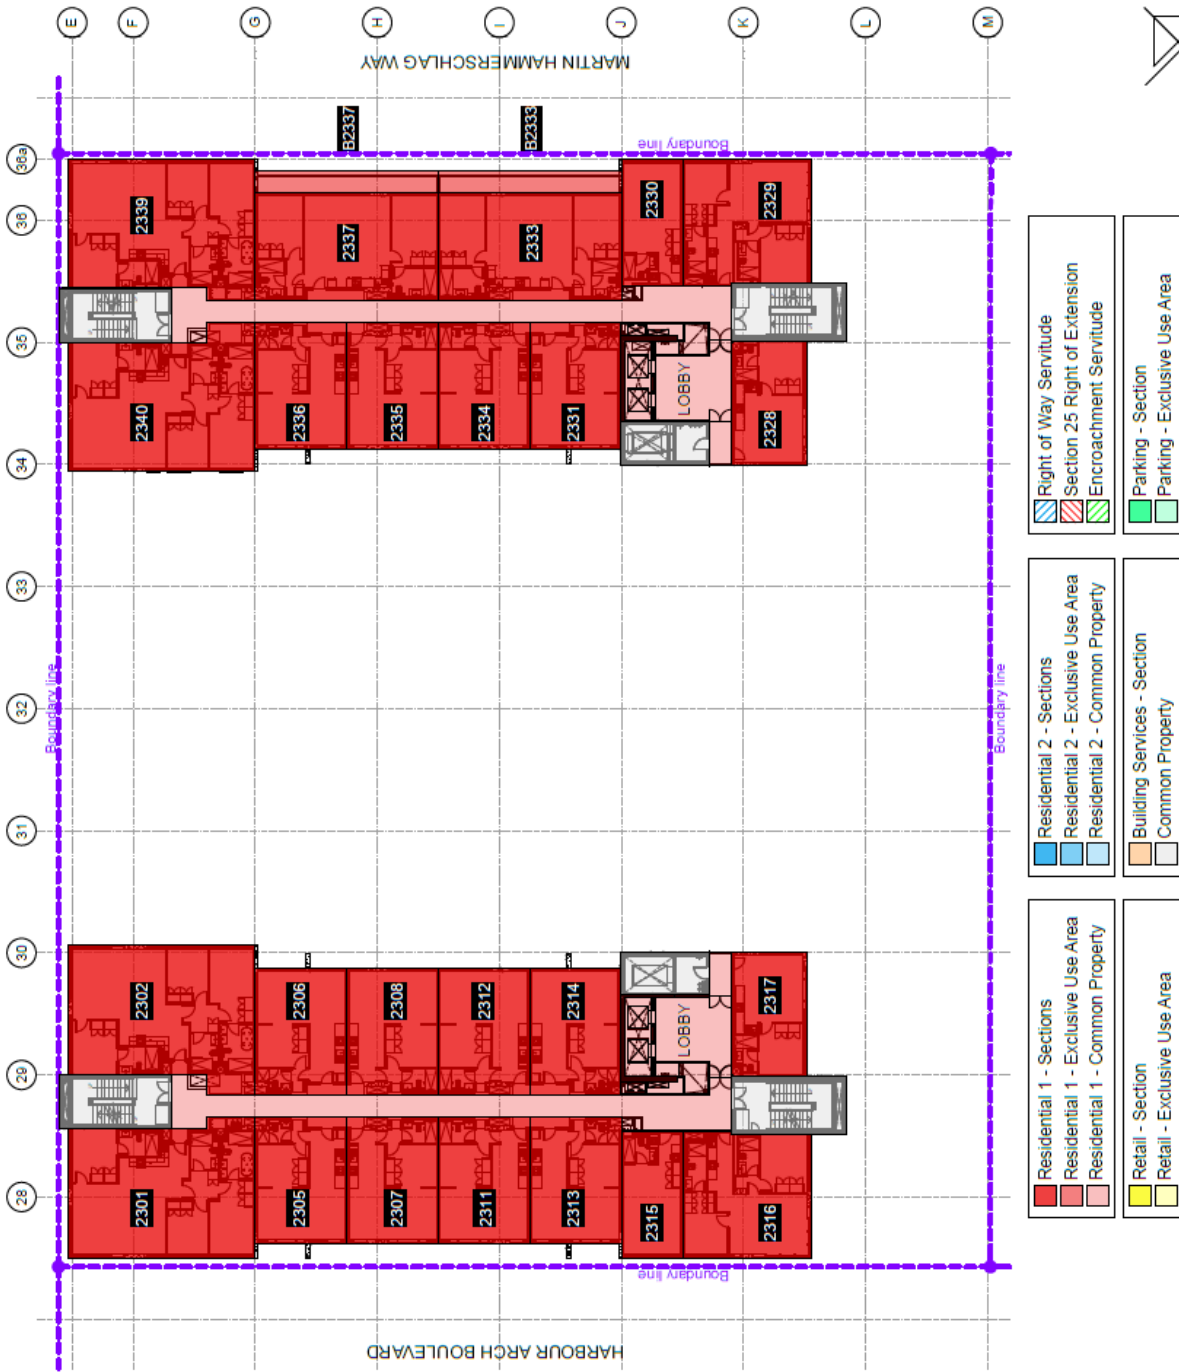 E
F
G
H
I
J
K
L
M
MARTIN HAMMERSCHLAG WAY
B2337
B2333
Boundary line
36a
36
35
34
33
32
31
30
29
28
2339
2337
2333
2330
2329
2340
2336
2335
2334
2331
LOBBY
2328
Boundary line
Boundary line
2302
2306
2308
2312
2314
LOBBY
2317
2301
2305
2307
2311
2313
2315
2316
Boundary line
HARBOUR ARCH BOULEVARD
Residential 1 - Sections
Residential 1 - Exclusive Use Area
Residential 1 - Common Property
Residential 2 - Sections
Residential 2 - Exclusive Use Area
Residential 2 - Common Property
Right of Way Servitude
Section 25 Right of Extension
Encroachment Servitude
Retail - Section
Retail - Exclusive Use Area
Building Services - Section
Common Property
Parking - Section
Parking - Exclusive Use Area